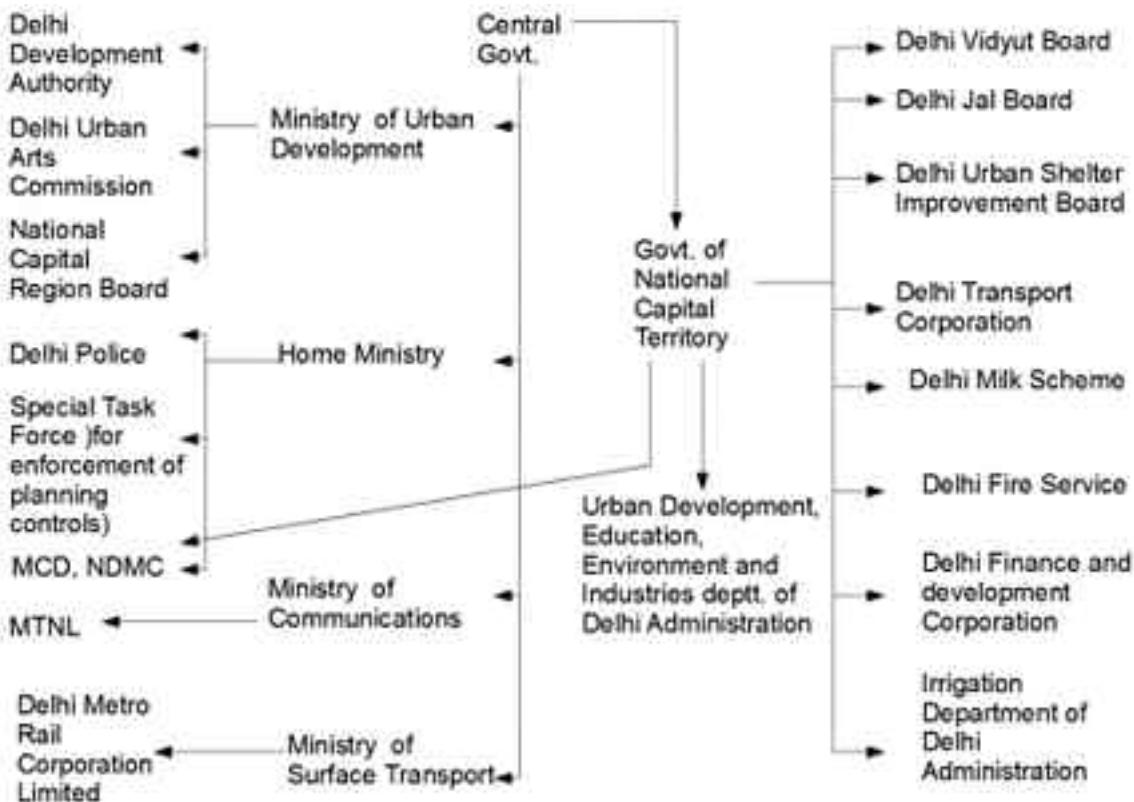 Delhi
Development
Authority
Delhi Urban
Arts
Commission
National
Capital
Region Board
Delhi Police
Special Task
Force )for
enforcement of
planning
controls)
MCD, NDMC
MTNL
Delhi Metro
Rail
Corporation
Limited
Ministry of Urban
Development
Home Ministry
Ministry of
Communications
Ministry of
Surface Transport
Central
Govt.
Govt. of
National
Capital
Territory
Urban Development,
Education,
Environment and
Industries deptt. of
Delhi Administration
Delhi Vidyut Board
Delhi Jal Board
Delhi Urban Shelter
Improvement Board
Delhi Transport
Corporation
Delhi Milk Scheme
Delhi Fire Service
Delhi Finance and
development
Corporation
Irrigation
Department of
Delhi
Administration